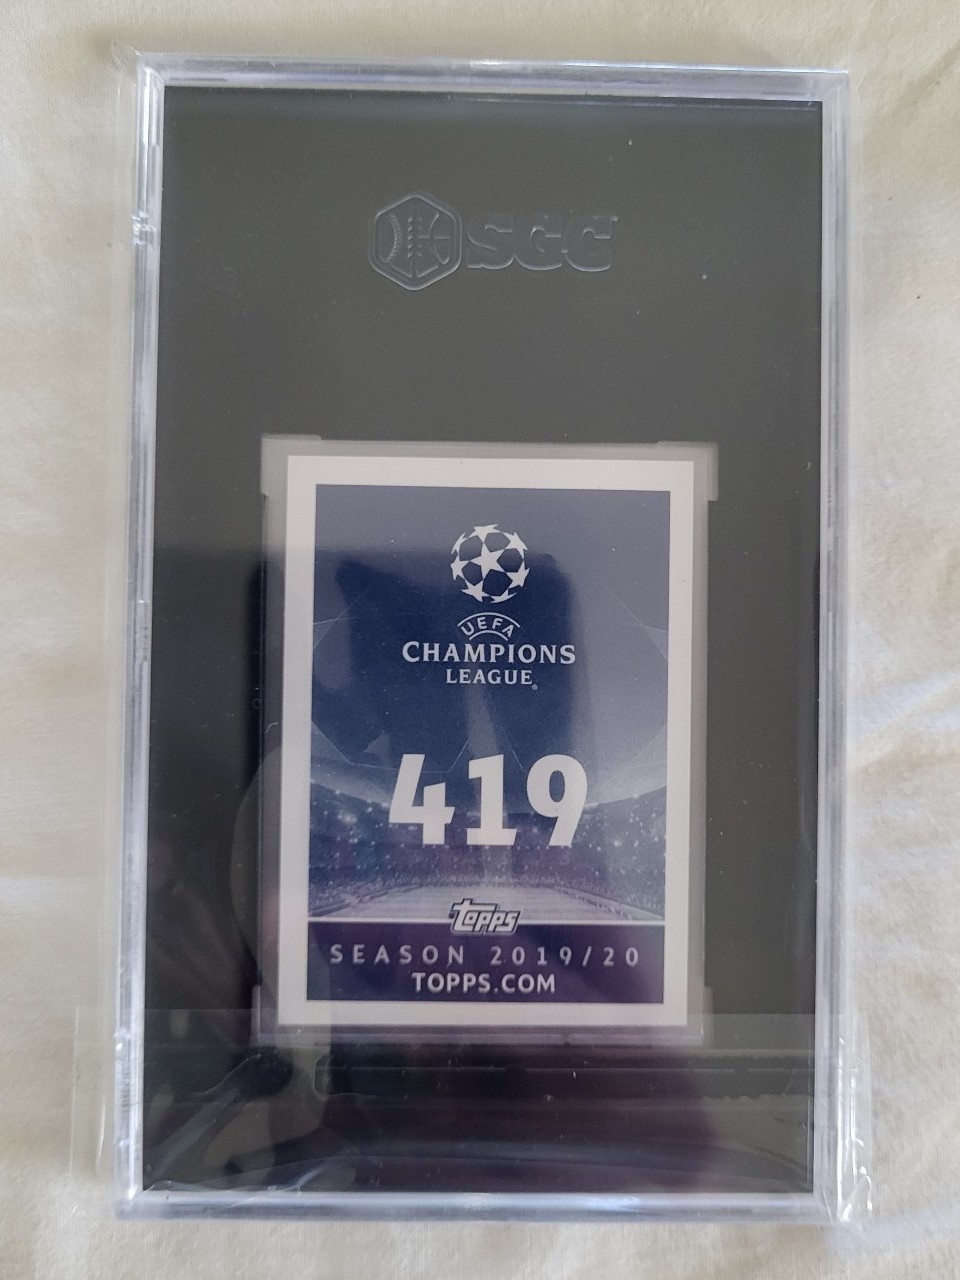 SGC
UEFA
CHAMPIONS
LEAGUE®
419
topps
SEASON 2019/20
TOPPS.COM